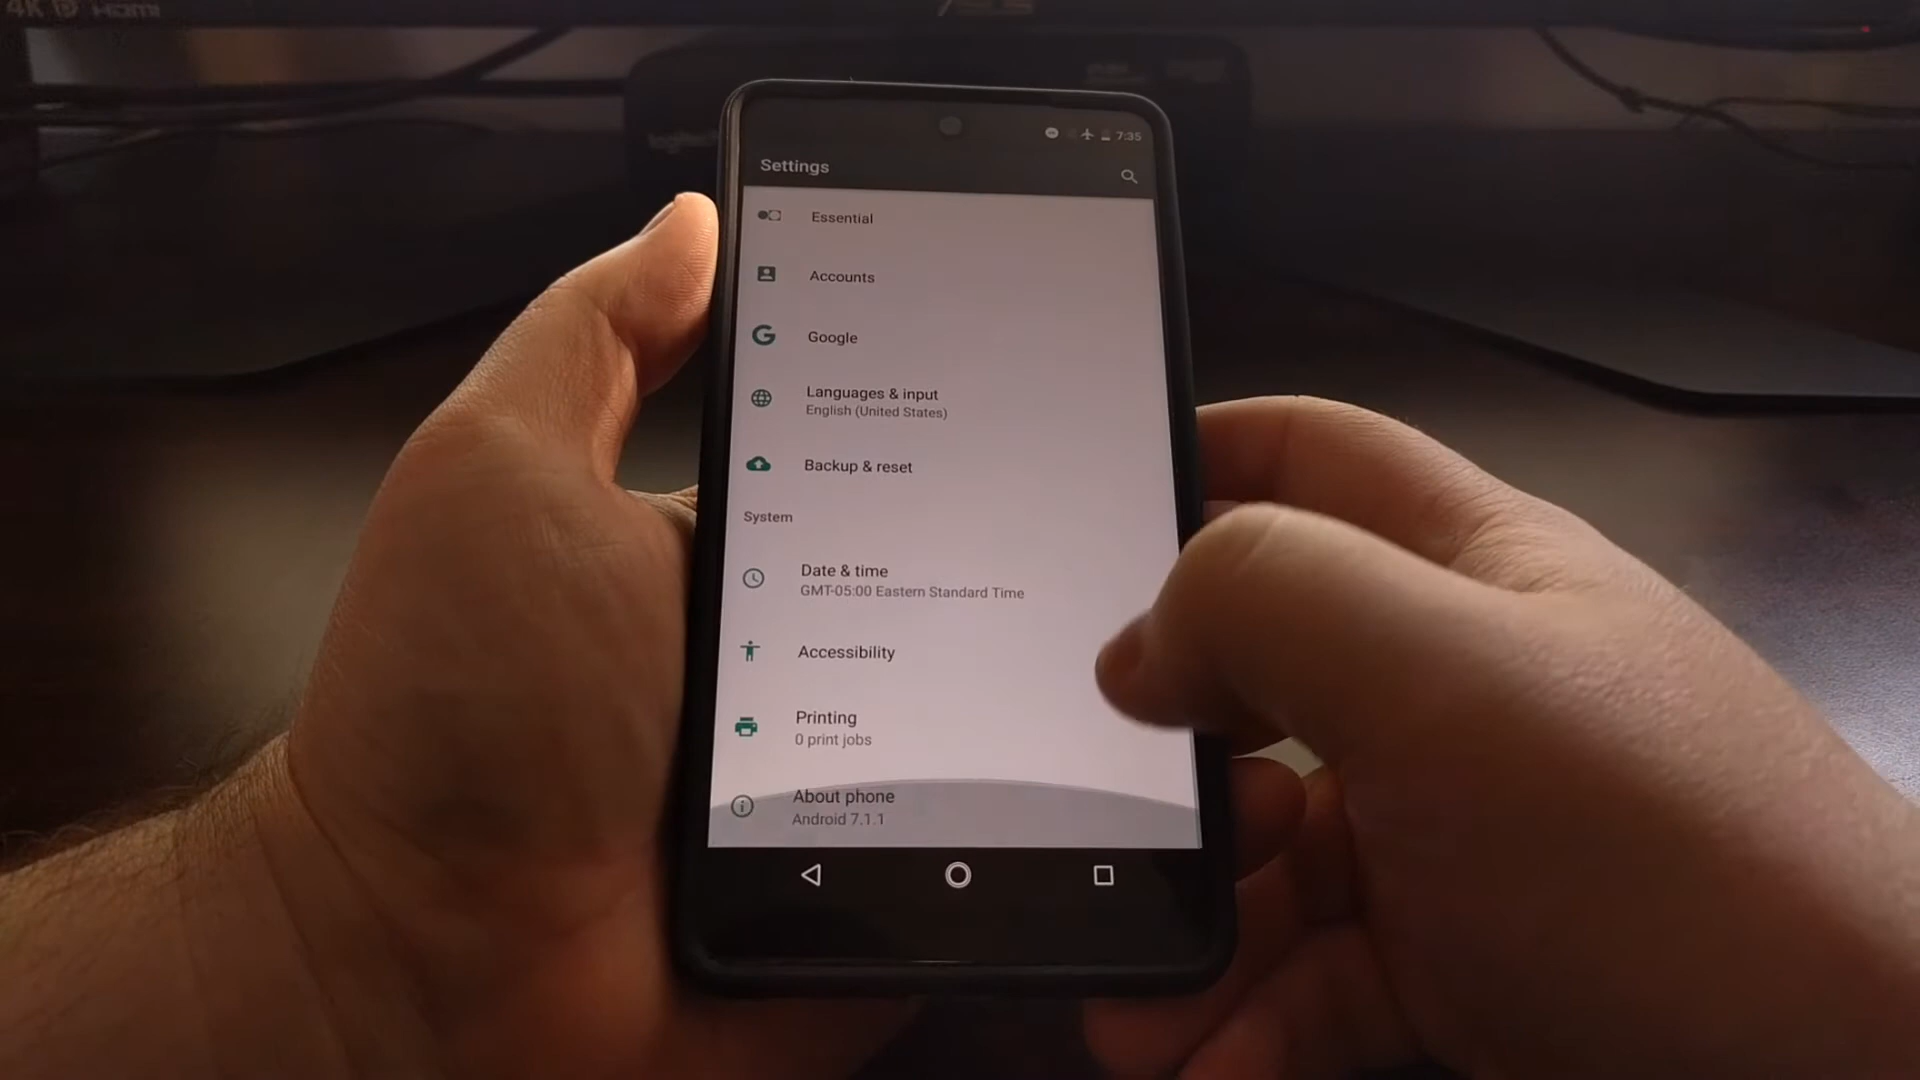 4K HDMI
logitech
7:35
Settings
Essential
Accounts
Google
Languages & input
English (United States)
Backup & reset
System
Date & time
GMT-05:00 Eastern Standard Time
Accessibility
Printing
0 print jobs
About phone
Android 7.1.1